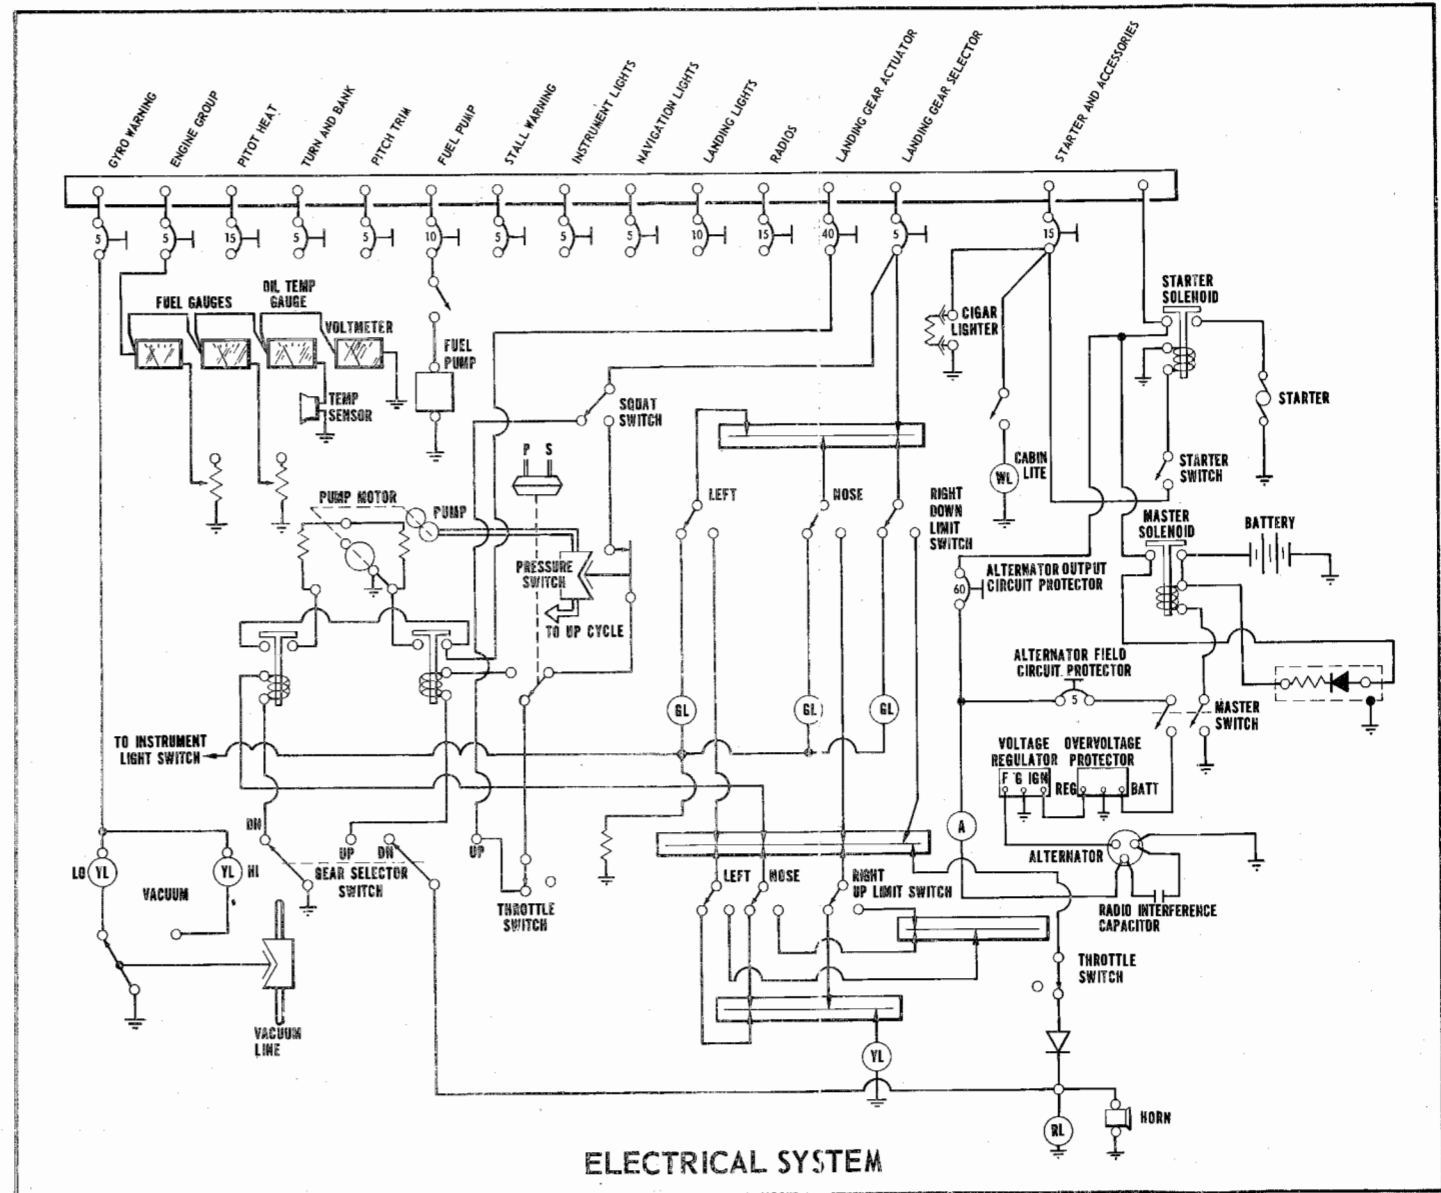 GYRO WARNING
ENGINE GROUP
PITOT HEAT
TURN AND BANK
PITCH TRIM
FUEL PUMP
STALL WARNING
INSTRUMENT LIGHTS
NAVIGATION LIGHTS
LANDING LIGHTS
RADIOS
LANDING GEAR ACTUATOR
LANDING GEAR SELECTOR
STARTER AND ACCESSORIES
5
5
15
5
5
10
5
5
5
10
15
40
5
15
FUEL GAUGES
OIL TEMP
GAUGE
VOLTMETER
TEMP
SENSOR
FUEL
PUMP
CIGAR
LIGHTER
STARTER
SOLENOID
STARTER
SQUAT
SWITCH
P S
CABIN
LITE
WL
STARTER
SWITCH
PUMP MOTOR
PUMP
LEFT
NOSE
RIGHT
DOWN
LIMIT
SWITCH
MASTER
SOLENOID
BATTERY
PRESSURE
SWITCH
TO UP CYCLE
ALTERNATOR OUTPUT
CIRCUIT PROTECTOR
60
ALTERNATOR FIELD
CIRCUIT PROTECTOR
5
MASTER
SWITCH
GL
GL
GL
TO INSTRUMENT
LIGHT SWITCH
VOLTAGE
REGULATOR
F G IGN
OVERVOLTAGE
PROTECTOR
REG
BATT
DN
UP
DN
UP
GEAR SELECTOR
SWITCH
LO
YL
YL
HI
VACUUM
A
ALTERNATOR
THROTTLE
SWITCH
LEFT
NOSE
RIGHT
UP LIMIT SWITCH
RADIO INTERFERENCE
CAPACITOR
THROTTLE
SWITCH
VACUUM
LINE
YL
RL
HORN
ELECTRICAL SYSTEM